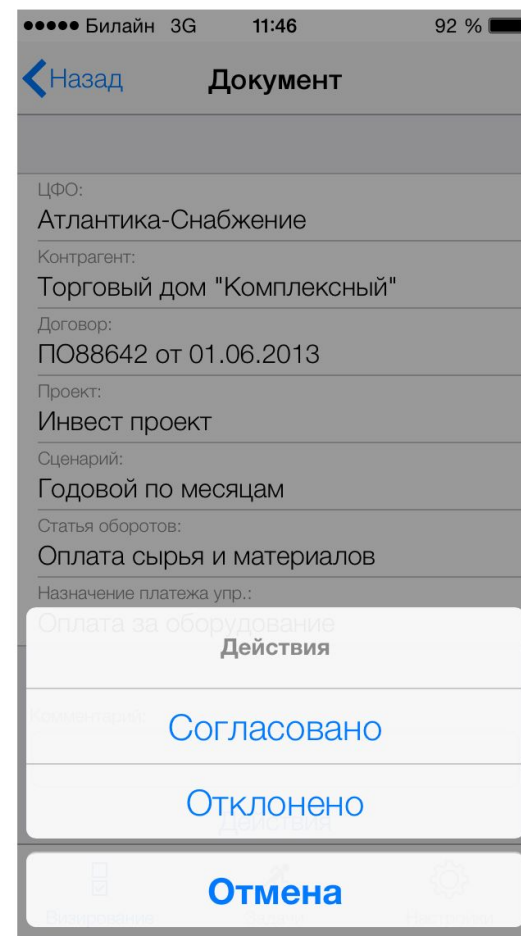 Билайн 3G 11:46 92 %
Назад Документ
ЦФО:
Атлантика-Снабжение
Контрагент:
Торговый дом "Комплексный"
Договор:
ПО88642 от 01.06.2013
Проект:
Инвест проект
Сценарий:
Годовой по месяцам
Статья оборотов:
Оплата сырья и материалов
Назначение платежа упр.:
Оплата за оборудование
Действия
Комментарий:
Согласовано
Отклонено
Действия
Отмена